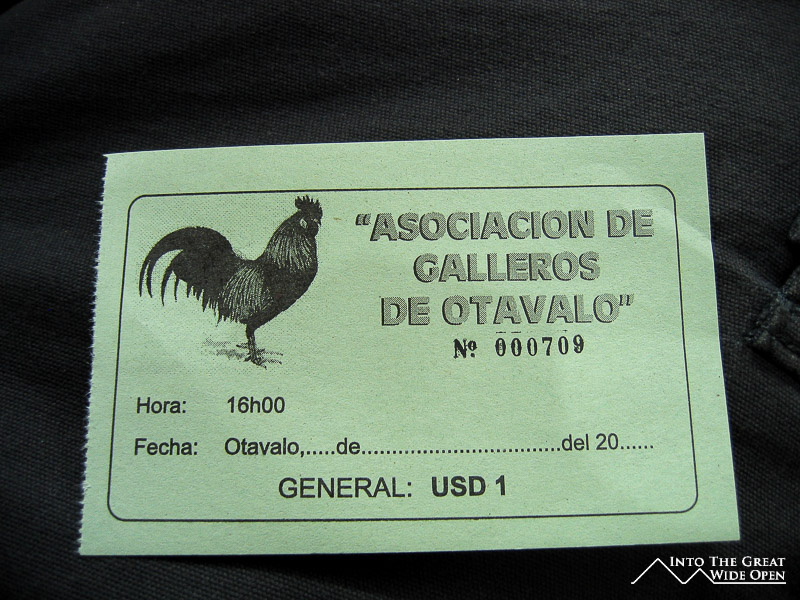 "ASOCIACION DE
GALLEROS
DE OTAVALO"
Nº 000709
Hora: 16h00
Fecha: Otavalo,.....de..................................del 20......
GENERAL: USD 1
INTO THE GREAT
WIDE OPEN